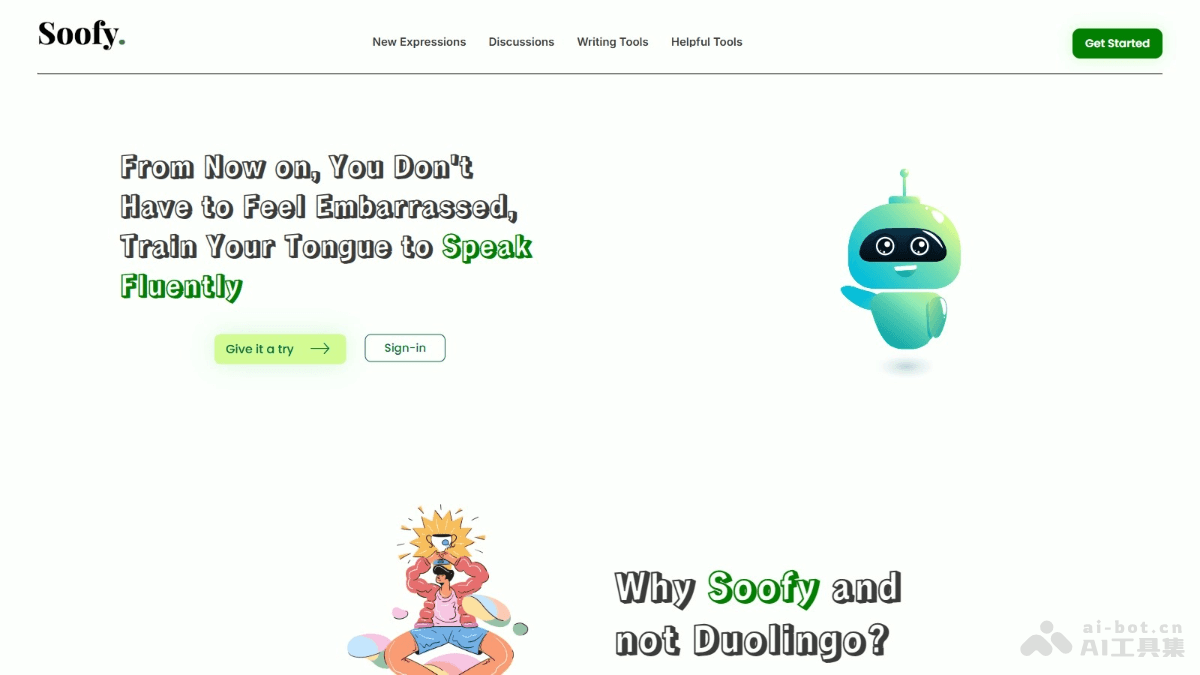 Soofy.
New Expressions
Discussions
Writing Tools
Helpful Tools
Get Started
From Now on, You Don't
Have to Feel Embarrassed,
Train Your Tongue to Speak
Fluently
Give it a try
Sign-in
Why Soofy and
not Duolingo?
ai-bot.cn
AI工具集